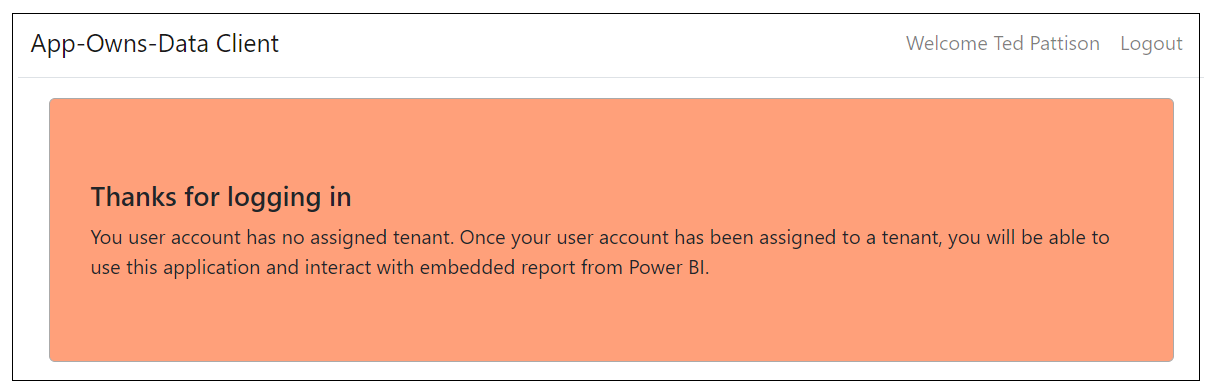 App-Owns-Data Client
Welcome Ted Pattison Logout
Thanks for logging in
You user account has no assigned tenant. Once your user account has been assigned to a tenant, you will be able to
use this application and interact with embedded report from Power BI.